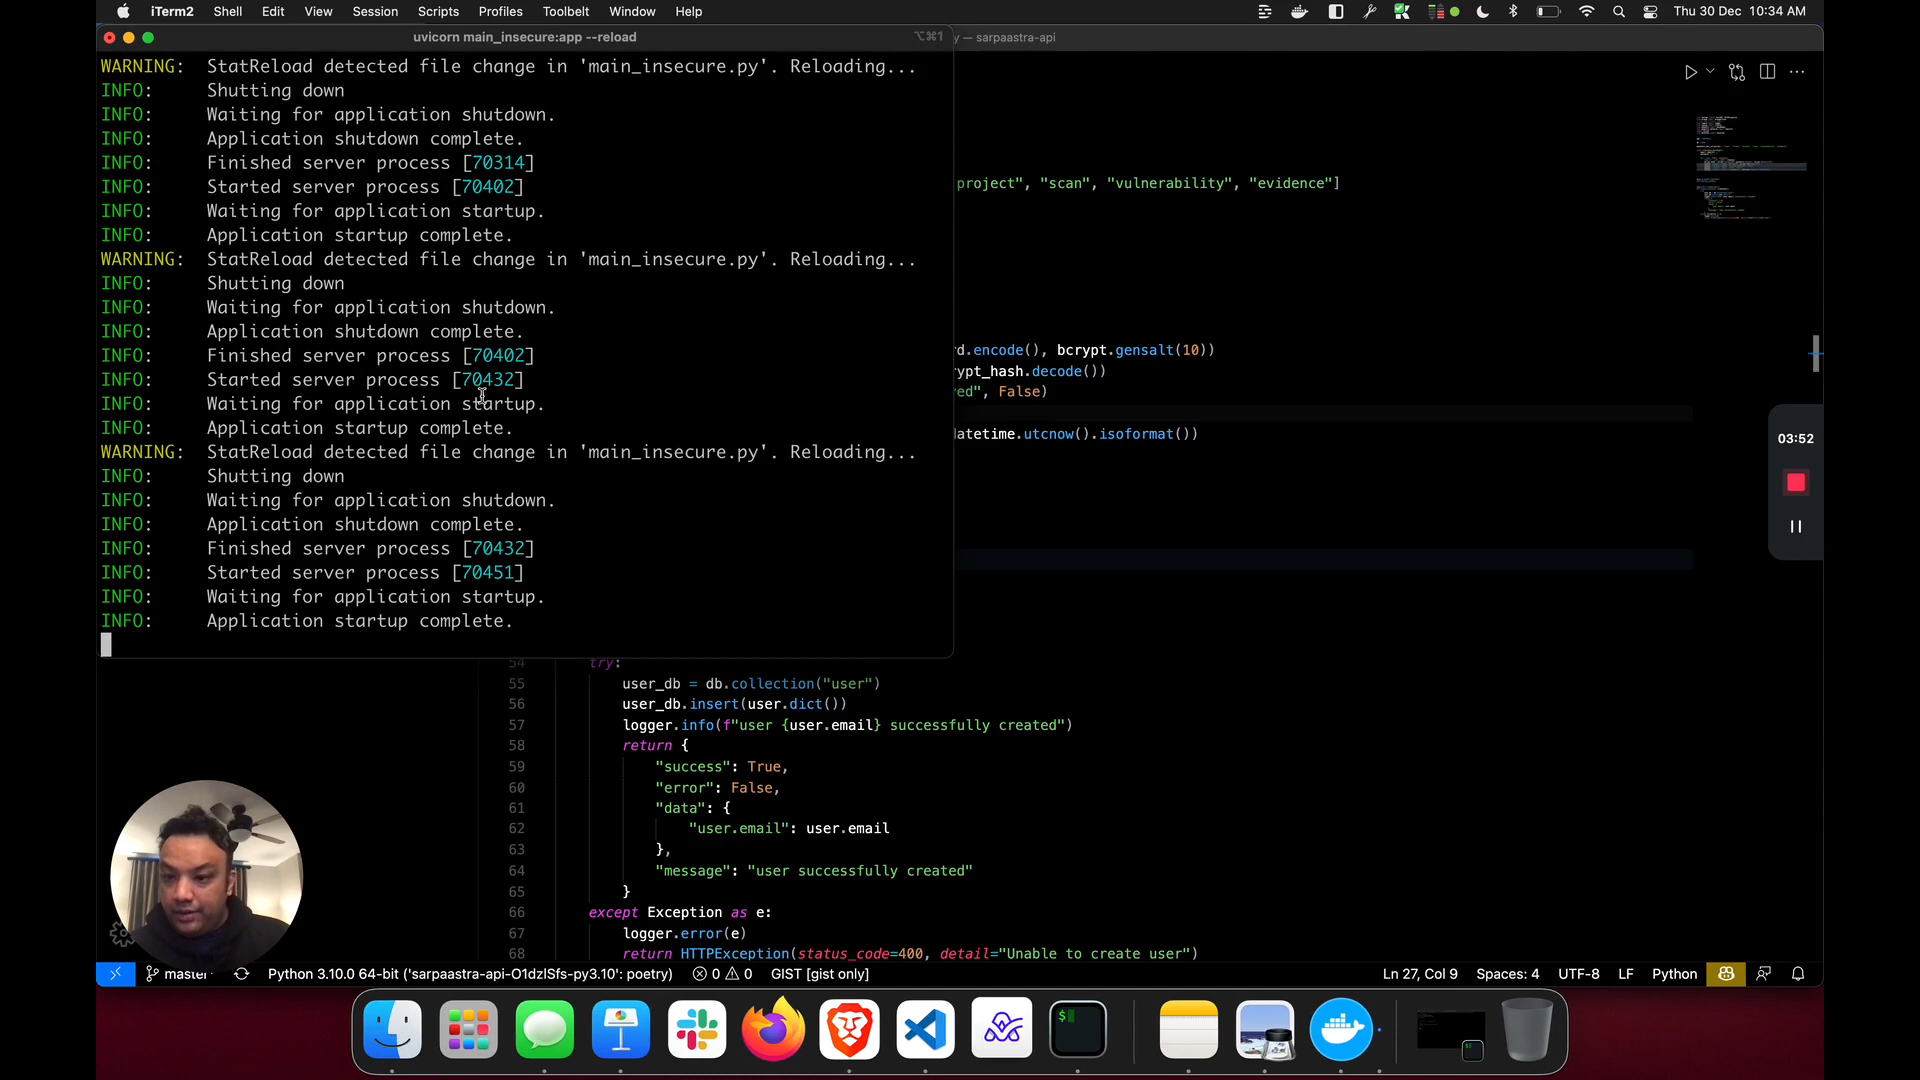 iTerm2 Shell Edit View Session Scripts Profiles Toolbelt Window Help Thu 30 Dec 10:34 AM
uvicorn main_insecure:app --reload ⌥⌘1
y — sarpaastra-api
WARNING: StatReload detected file change in 'main_insecure.py'. Reloading...
INFO: Shutting down
INFO: Waiting for application shutdown.
INFO: Application shutdown complete.
INFO: Finished server process [70314]
INFO: Started server process [70402]
INFO: Waiting for application startup.
INFO: Application startup complete.
WARNING: StatReload detected file change in 'main_insecure.py'. Reloading...
INFO: Shutting down
INFO: Waiting for application shutdown.
INFO: Application shutdown complete.
INFO: Finished server process [70402]
INFO: Started server process [70432]
INFO: Waiting for application startup.
INFO: Application startup complete.
WARNING: StatReload detected file change in 'main_insecure.py'. Reloading...
INFO: Shutting down
INFO: Waiting for application shutdown.
INFO: Application shutdown complete.
INFO: Finished server process [70432]
INFO: Started server process [70451]
INFO: Waiting for application startup.
INFO: Application startup complete.
project", "scan", "vulnerability", "evidence"]
rd.encode(), bcrypt.gensalt(10))
rypt_hash.decode())
ved", False)
datetime.utcnow().isoformat())
03:52
54 try:
55 user_db = db.collection("user")
56 user_db.insert(user.dict())
57 logger.info(f"user {user.email} successfully created")
58 return {
59 "success": True,
60 "error": False,
61 "data": {
62 "user.email": user.email
63 },
64 "message": "user successfully created"
65 }
66 except Exception as e:
67 logger.error(e)
68 return HTTPException(status_code=400, detail="Unable to create user")
master Python 3.10.0 64-bit ('sarpaastra-api-O1dzlSfs-py3.10': poetry) 0 0 GIST [gist only] Ln 27, Col 9 Spaces: 4 UTF-8 LF Python
$